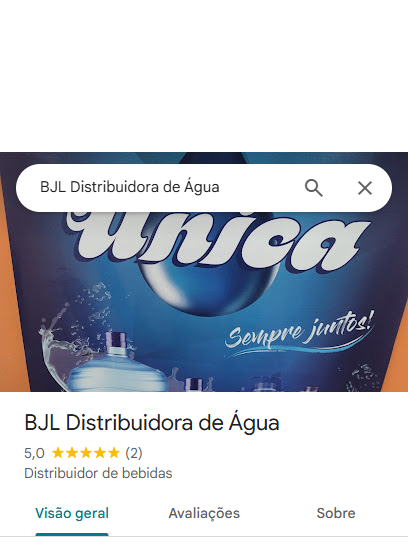 BJL Distribuidora de Água
Unica
Sempre juntos!
BJL Distribuidora de Água
5,0 (2)
Distribuidor de bebidas
Visão geral
Avaliações
Sobre